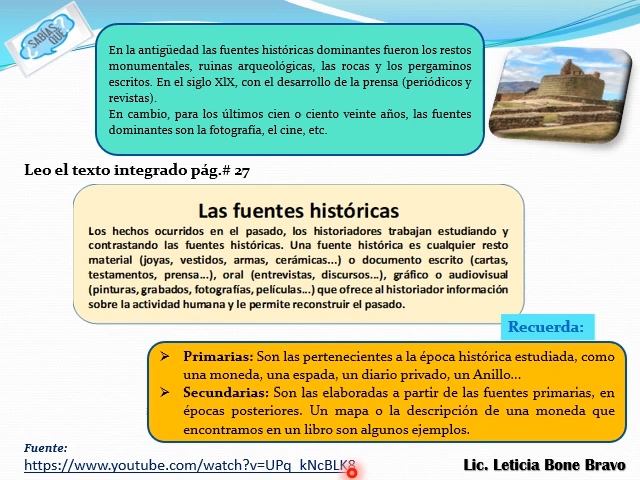 SABÍAS
QUE
En la antigüedad las fuentes históricas dominantes fueron los restos
monumentales, ruinas arqueológicas, las rocas y los pergaminos
escritos. En el siglo XlX, con el desarrollo de la prensa (periódicos y
revistas).
En cambio, para los últimos cien o ciento veinte años, las fuentes
dominantes son la fotografía, el cine, etc.
Leo el texto integrado pág.# 27
Las fuentes históricas
Los hechos ocurridos en el pasado, los historiadores trabajan estudiando y
contrastando las fuentes históricas. Una fuente histórica es cualquier resto
material (joyas, vestidos, armas, cerámicas...) o documento escrito (cartas,
testamentos, prensa...), oral (entrevistas, discursos...), gráfico o audiovisual
(pinturas, grabados, fotografías, películas...) que ofrece al historiador información
sobre la actividad humana y le permite reconstruir el pasado.
Recuerda:
➢ Primarias: Son las pertenecientes a la época histórica estudiada, como
una moneda, una espada, un diario privado, un Anillo...
➢ Secundarias: Son las elaboradas a partir de las fuentes primarias, en
épocas posteriores. Un mapa o la descripción de una moneda que
encontramos en un libro son algunos ejemplos.
Fuente:
https://www.youtube.com/watch?v=UPq_kNcBLK8
Lic. Leticia Bone Bravo